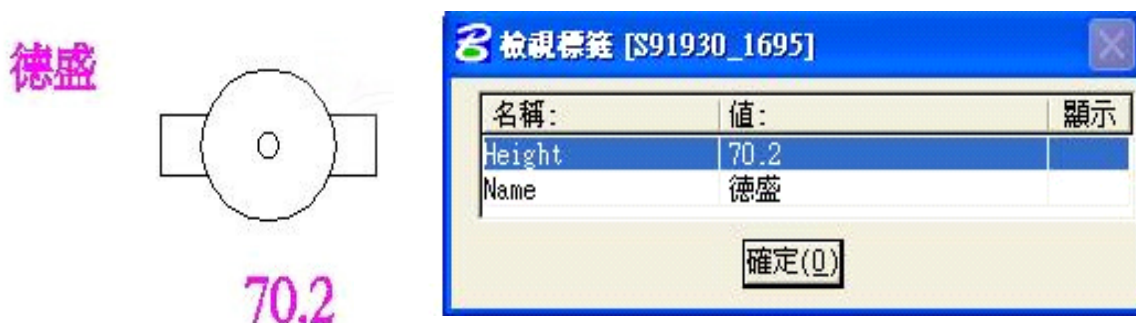 德盛
70.2
檢視標籤 [S91930_1695]
名稱: 值: 顯示
Height 70.2
Name 德盛
確定(O)